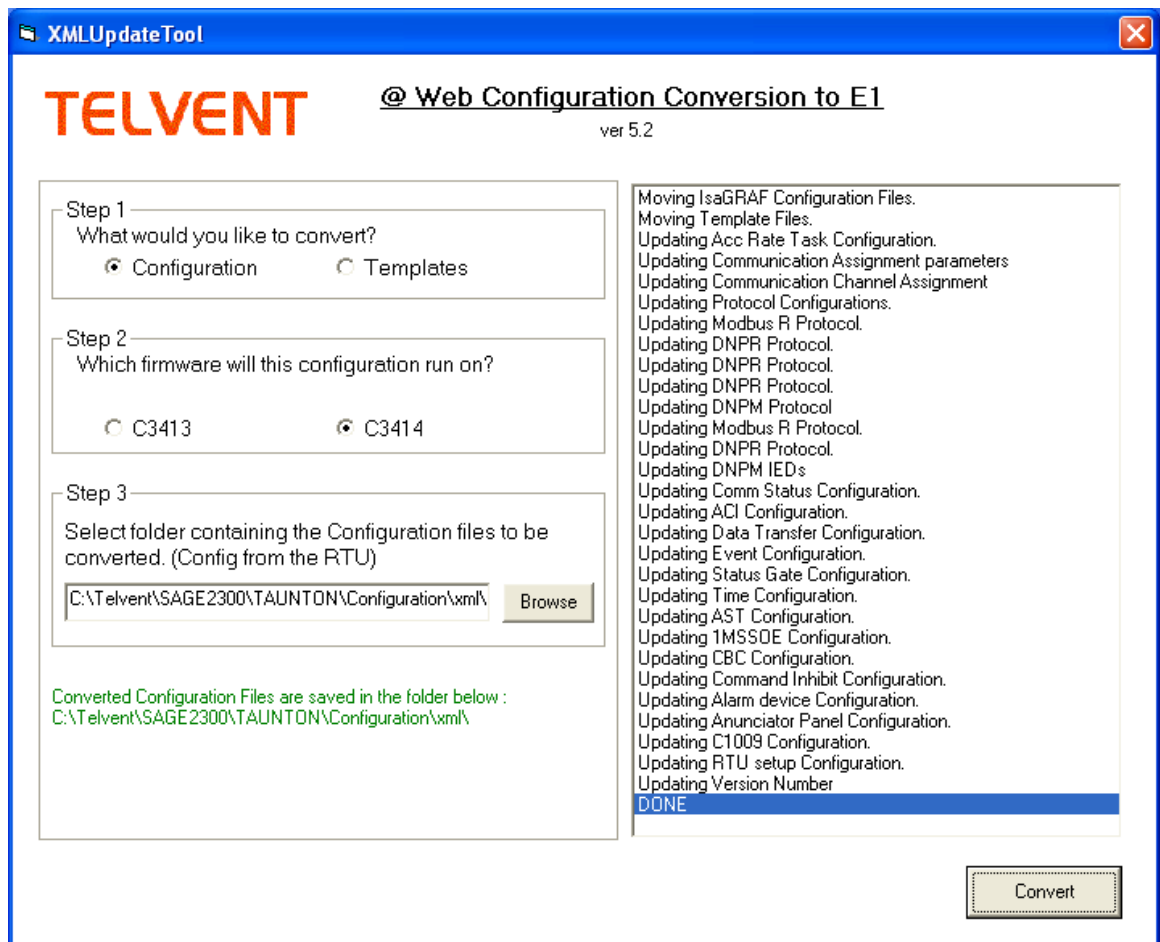 XMLUpdateTool
TELVENT
@ Web Configuration Conversion to E1
ver 5.2
Step 1
What would you like to convert?
Configuration
Templates
Step 2
Which firmware will this configuration run on?
C3413
C3414
Step 3
Select folder containing the Configuration files to be
converted. (Config from the RTU)
C:\Telvent\SAGE2300\TAUNTON\Configuration\xml\
Browse
Converted Configuration Files are saved in the folder below :
C:\Telvent\SAGE2300\TAUNTON\Configuration\xml\
Moving IsaGRAF Configuration Files.
Moving Template Files.
Updating Acc Rate Task Configuration.
Updating Communication Assignment parameters
Updating Communication Channel Assignment
Updating Protocol Configurations.
Updating Modbus R Protocol.
Updating DNPR Protocol.
Updating DNPR Protocol.
Updating DNPR Protocol.
Updating DNPM Protocol
Updating Modbus R Protocol.
Updating DNPR Protocol.
Updating DNPM IEDs
Updating Comm Status Configuration.
Updating ACI Configuration.
Updating Data Transfer Configuration.
Updating Event Configuration.
Updating Status Gate Configuration.
Updating Time Configuration.
Updating AST Configuration.
Updating 1MSSOE Configuration.
Updating CBC Configuration.
Updating Command Inhibit Configuration.
Updating Alarm device Configuration.
Updating Anunciator Panel Configuration.
Updating C1009 Configuration.
Updating RTU setup Configuration.
Updating Version Number
DONE
Convert